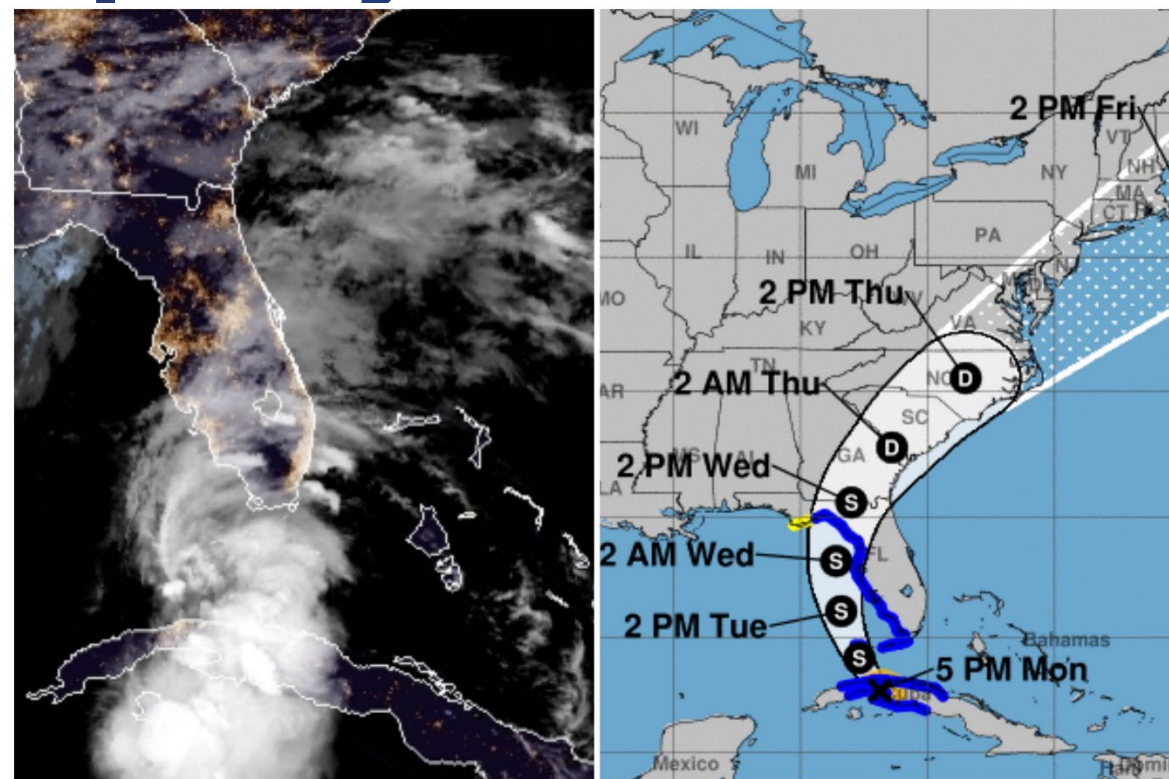 2 PM Fri
WI
VT
NH
MI
NY
MA
CT
PA
IL
IN
OH
2 PM Thu
MO
KY
VA
TN
2 AM Thu
NC
D
AR
SC
MS
AL
GA
D
2 PM Wed
LA
S
2 AM Wed
S
FL
2 PM Tue
S
Bahamas
S
5 PM Mon
Cuba
Mexico